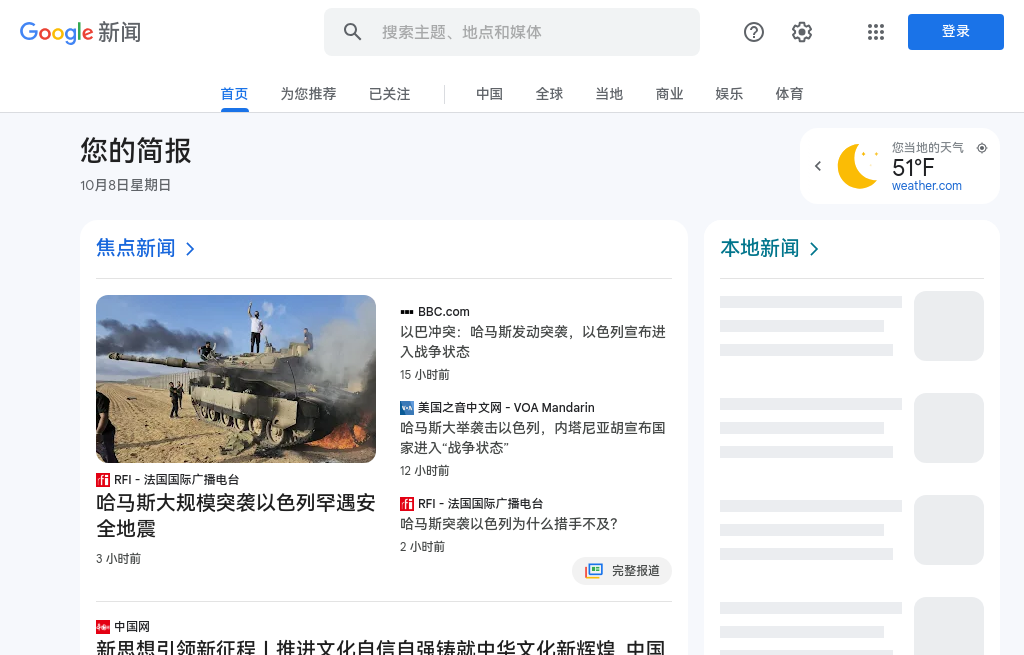 Google 新闻
搜索主题、地点和媒体
登录
首页 为您推荐 已关注 中国 全球 当地 商业 娱乐 体育
您的简报
10月8日星期日
您当地的天气
51°F
weather.com
焦点新闻
RFI - 法国国际广播电台
哈马斯大规模突袭以色列罕遇安
全地震
3 小时前
BBC.com
以巴冲突：哈马斯发动突袭，以色列宣布进
入战争状态
15 小时前
美国之音中文网 - VOA Mandarin
哈马斯大举袭击以色列，内塔尼亚胡宣布国
家进入“战争状态”
12 小时前
RFI - 法国国际广播电台
哈马斯突袭以色列为什么措手不及?
2 小时前
完整报道
中国网
新思想引领新征程丨推进文化自信自强铸就中华文化新辉煌_中国
本地新闻